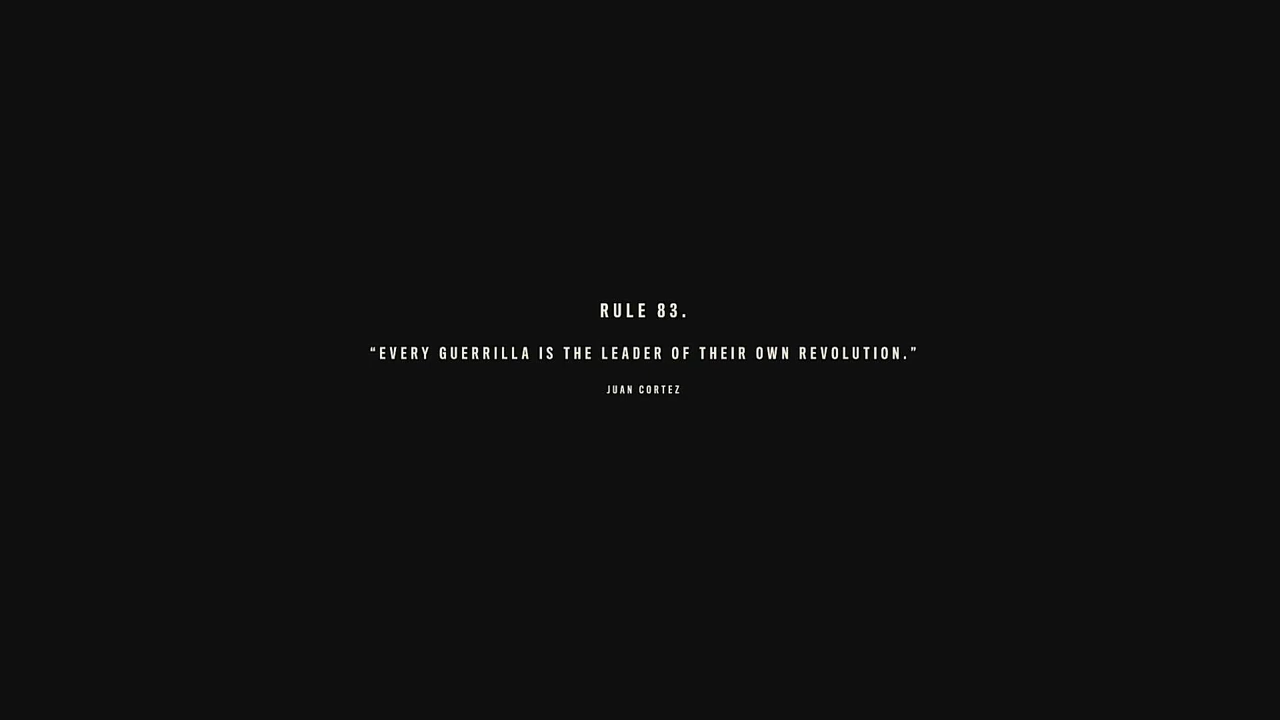 RULE 83.
“EVERY GUERRILLA IS THE LEADER OF THEIR OWN REVOLUTION.”
JUAN CORTEZ